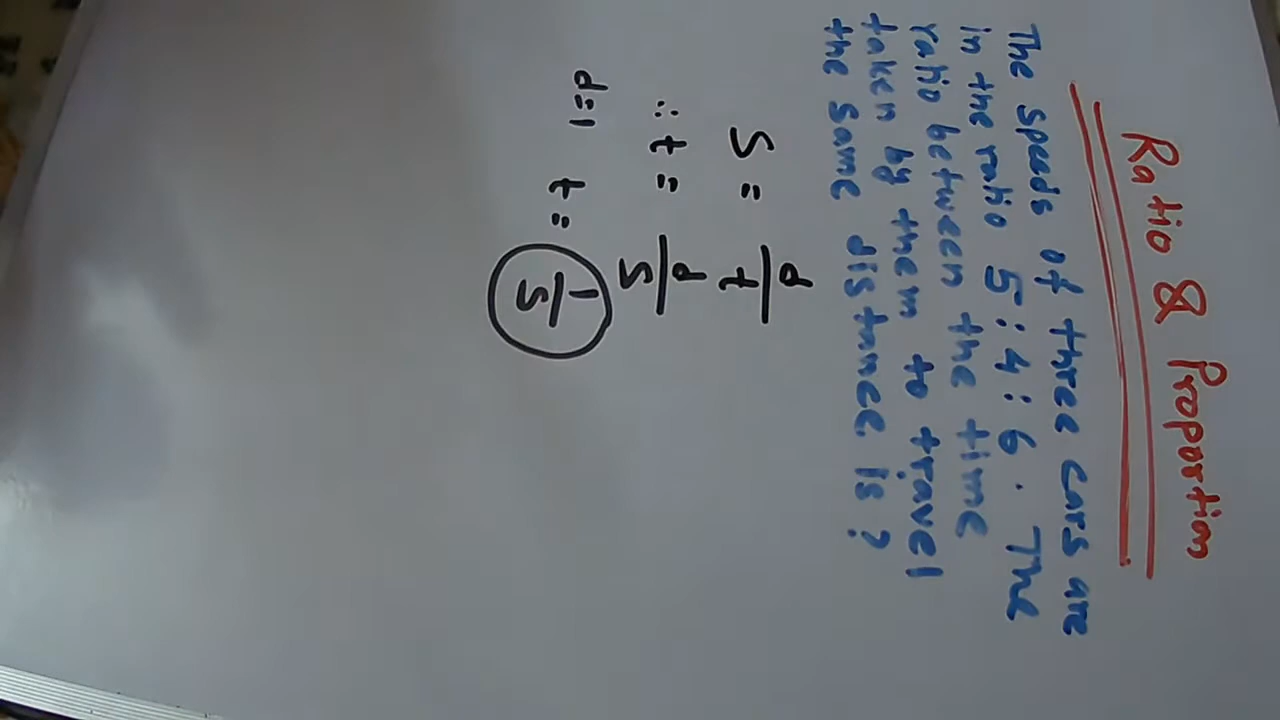 Ratio & Proportion
The speeds of three cars are
in the ratio 5:4:6. The
ratio between the time
taken by them to travel
the same distance is?
S = d/t
∴ t = d/S
d=1 t = 1/S